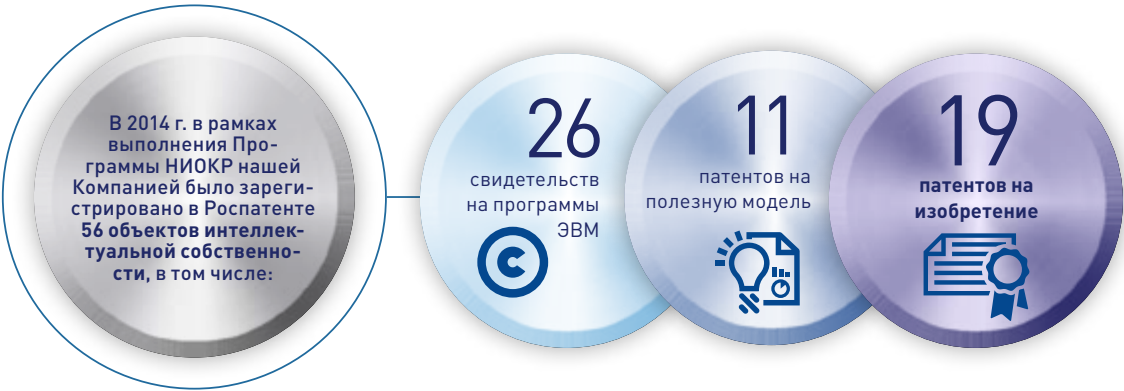 В 2014 г. в рамках
выполнения Про-
граммы НИОКР нашей
Компанией было зареги-
стрировано в Роспатенте
56 объектов интеллек-
туальной собственно-
сти, в том числе:
26
свидетельств
на программы
ЭВМ
©
11
патентов на
полезную модель
19
патентов на
изобретение